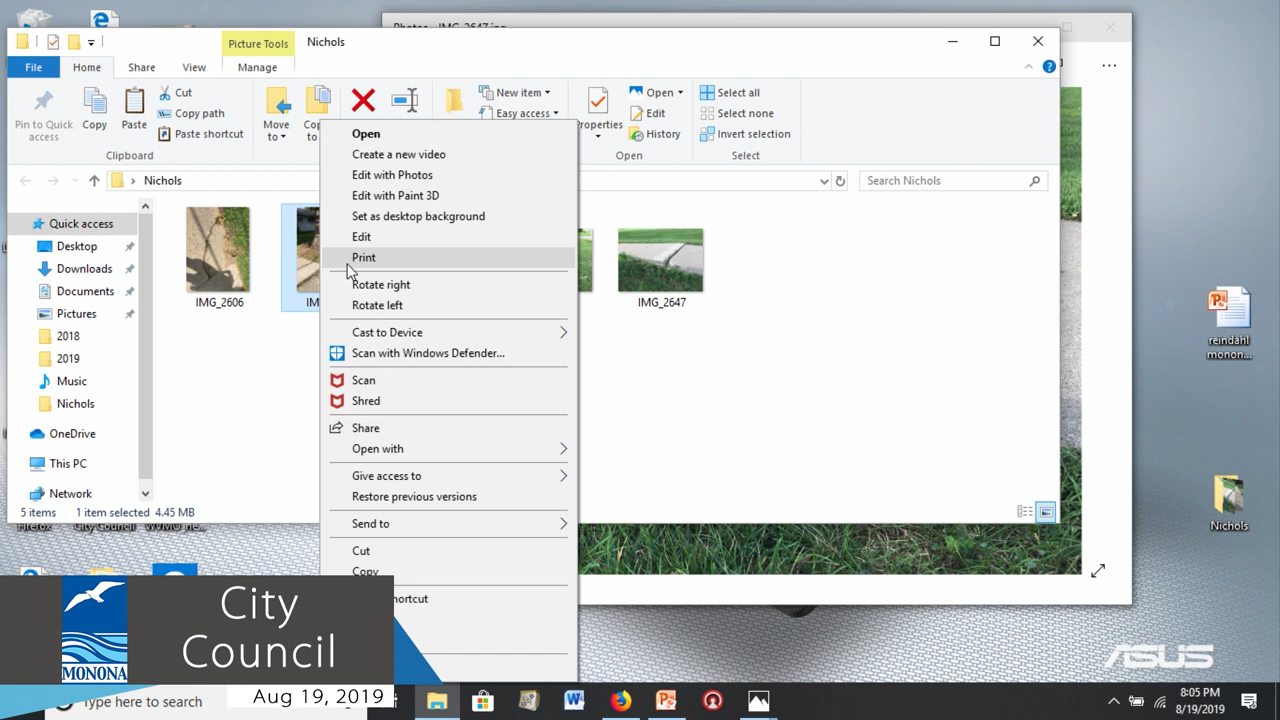 Photos - IMG_2647.jpg
Picture Tools
Nichols
File
Home
Share
View
Manage
Pin to Quick
access
Copy
Paste
Cut
Copy path
Paste shortcut
Clipboard
Move
to
to
New item
Easy access
Properties
Open
Edit
History
Open
Select all
Select none
Invert selection
Select
Nichols
Search Nichols
Quick access
Desktop
Downloads
Documents
Pictures
2018
2019
Music
Nichols
OneDrive
This PC
Network
5 items
1 item selected 4.45 MB
IMG_2606
IMG_2647
Open
Create a new video
Edit with Photos
Edit with Paint 3D
Set as desktop background
Edit
Print
Rotate right
Rotate left
Cast to Device
Scan with Windows Defender...
Scan
Shred
Share
Open with
Give access to
Restore previous versions
Send to
Cut
Copy
Firefox
City Council
reindahl
monon...
Nichols
City
Council
MONONA
Aug 19, 2019
ASUS
here to search
8:05 PM
8/19/2019